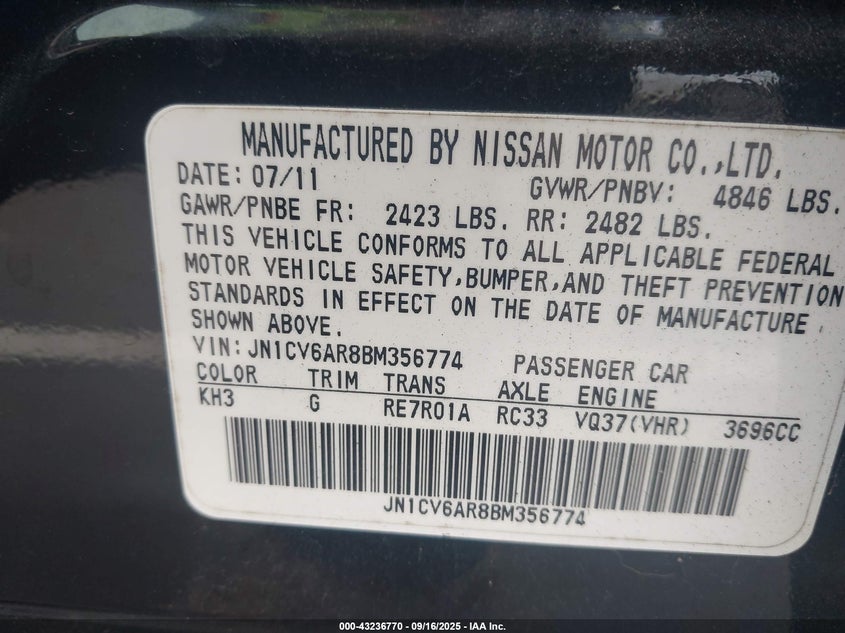 MANUFACTURED BY NISSAN MOTOR CO.,LTD.
DATE: 07/11 GVWR/PNBV: 4846 LBS.
GAWR/PNBE FR: 2423 LBS. RR: 2482 LBS.
THIS VEHICLE CONFORMS TO ALL APPLICABLE FEDERAL
MOTOR VEHICLE SAFETY,BUMPER,AND THEFT PREVENTION
STANDARDS IN EFFECT ON THE DATE OF MANUFACTURE
SHOWN ABOVE.
VIN:JN1CV6AR8BM356774 PASSENGER CAR
COLOR TRIM TRANS AXLE ENGINE
KH3 G RE7R01A RC33 VQ37(VHR) 3696CC
JN1CV6AR8BM356774
000-43236770 - 09/16/2025 - IAA Inc.